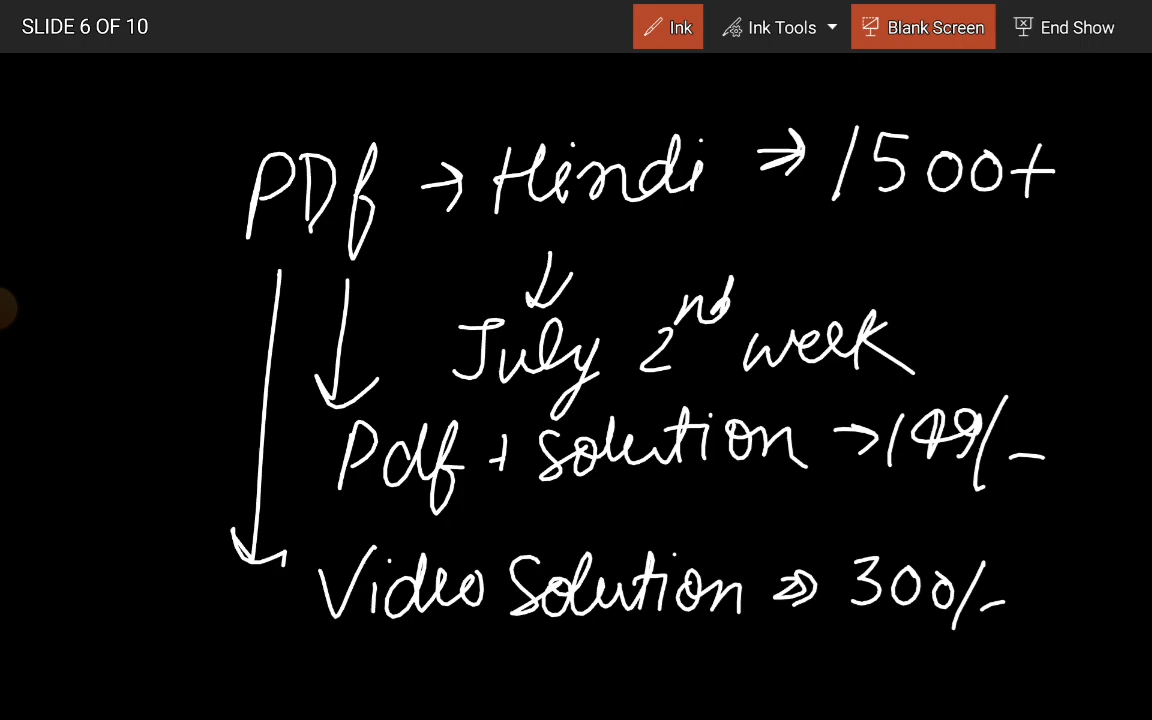 SLIDE 6 OF 10 Ink Ink Tools Blank Screen End Show
PDf → Hindi ⇒ 1500+
July 2nd week
Pdf + Solution → 149/-
Video Solution ⇒ 300/-